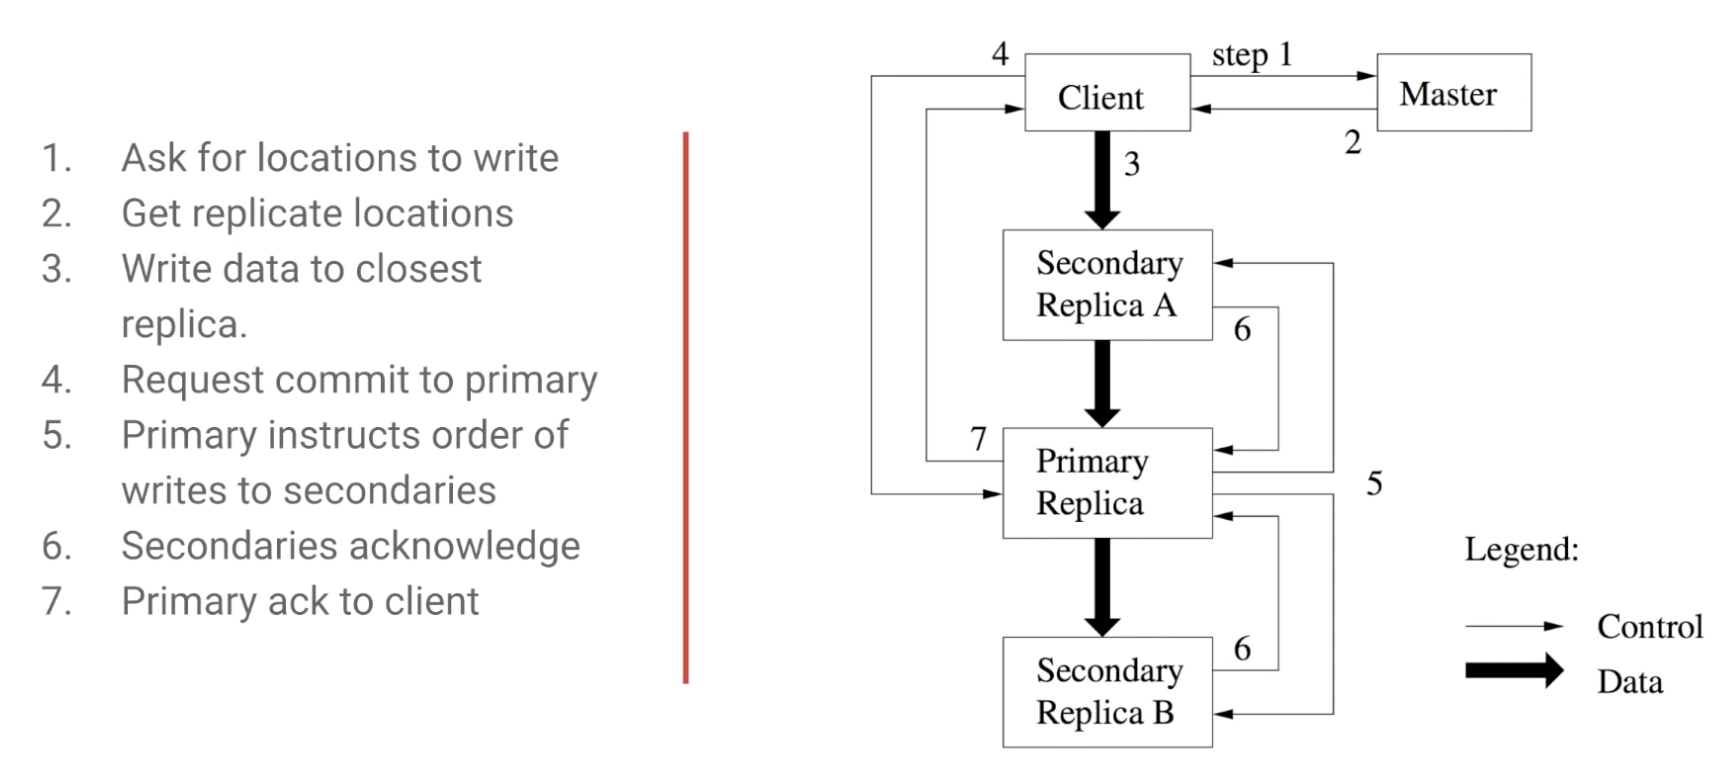 1. Ask for locations to write
2. Get replicate locations
3. Write data to closest
replica.
4. Request commit to primary
5. Primary instructs order of
writes to secondaries
6. Secondaries acknowledge
7. Primary ack to client
4
step 1
Client
Master
2
3
Secondary
Replica A
6
7
Primary
Replica
5
6
Secondary
Replica B
Legend:
Control
Data